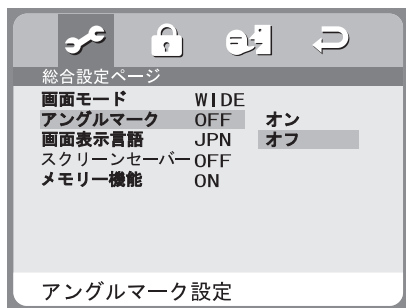 総合設定ページ
画面モード WIDE
アングルマーク OFF オン
画面表示言語 JPN オフ
スクリーンセーバー OFF
メモリー機能 ON
アングルマーク設定